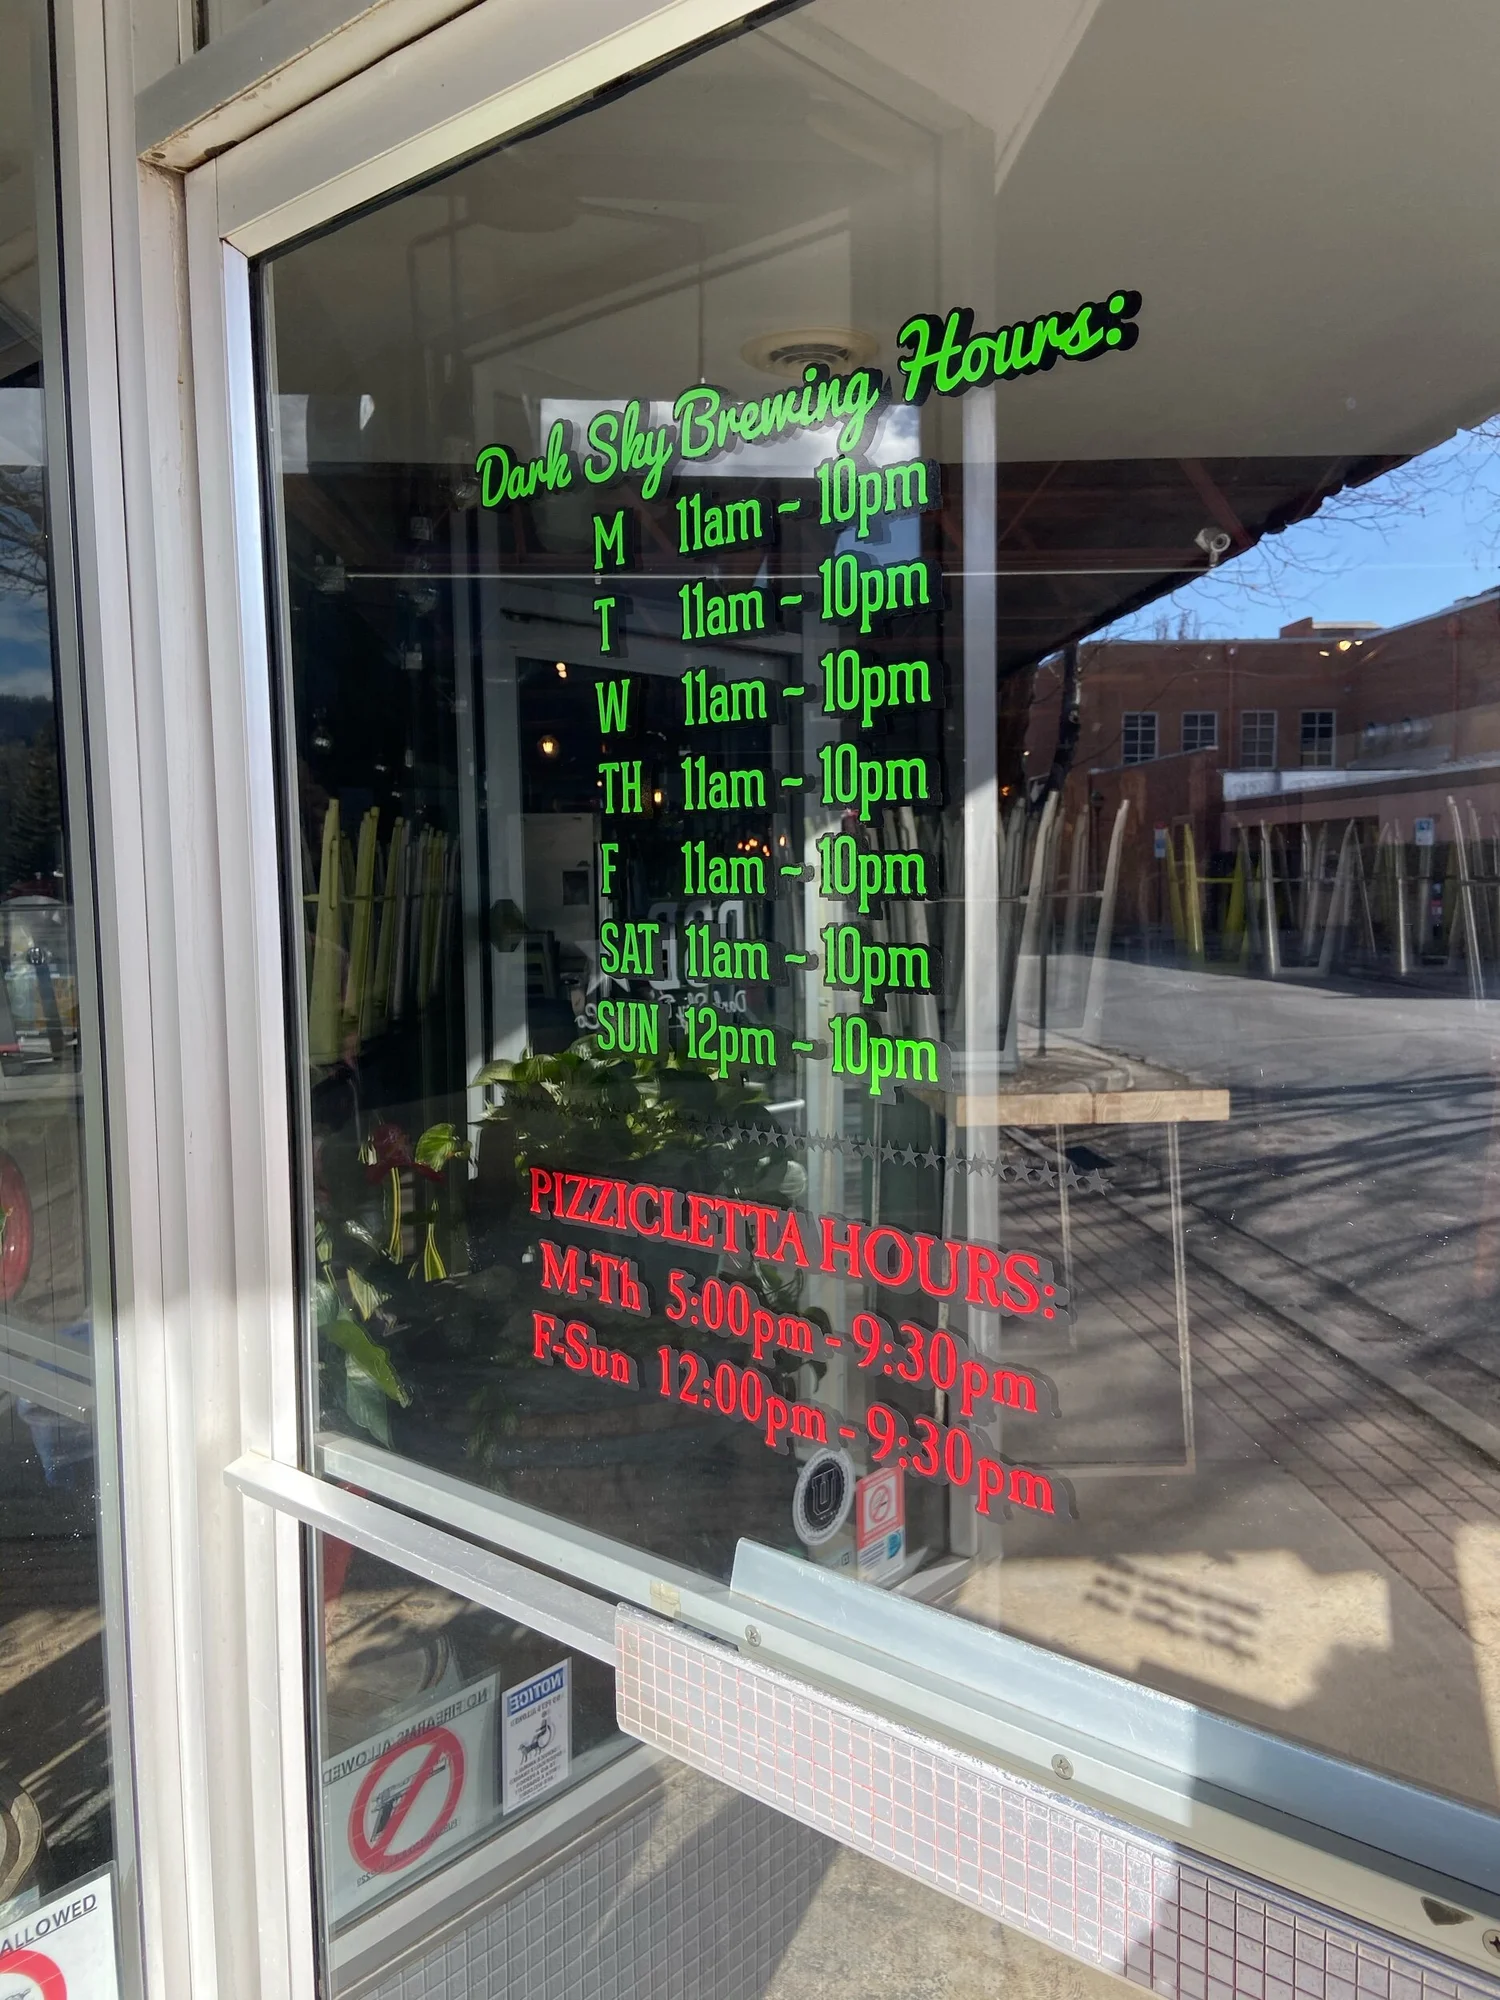 Dark Sky Brewing Hours:
M 11am ~ 10pm
T 11am ~ 10pm
W 11am ~ 10pm
TH 11am ~ 10pm
F 11am ~ 10pm
SAT 11am ~ 10pm
SUN 12pm ~ 10pm
PIZZICLETTA HOURS:
M-Th 5:00pm - 9:30pm
F-Sun 12:00pm - 9:30pm
U
NOTICE
NO FIREARMS ALLOWED
ALLOWED